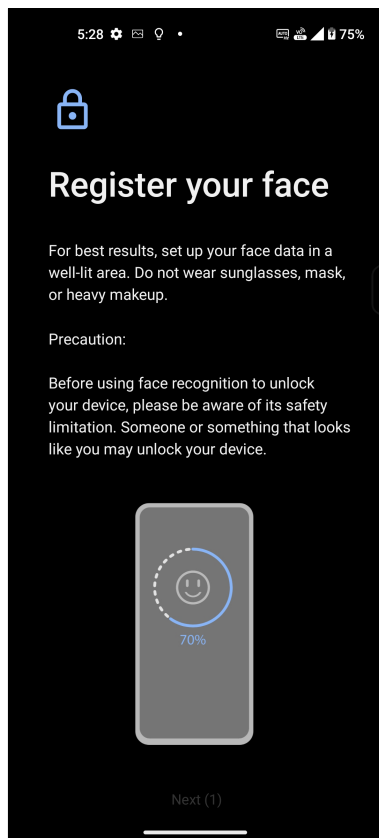 5:28
75%
Register your face
For best results, set up your face data in a
well-lit area. Do not wear sunglasses, mask,
or heavy makeup.
Precaution:
Before using face recognition to unlock
your device, please be aware of its safety
limitation. Someone or something that looks
like you may unlock your device.
70%
Next (1)